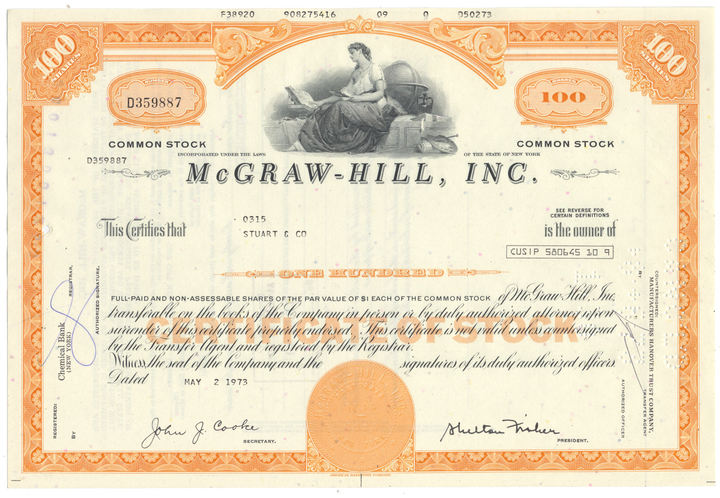 F38920 908275416 09 0 050273
100
SHARES
100
SHARES
D359887
100
COMMON STOCK
COMMON STOCK
INCORPORATED UNDER THE LAWS OF THE STATE OF NEW YORK
D359887
McGRAW-HILL, INC.
This Certifies that
0315
STUART & CO
SEE REVERSE FOR
CERTAIN DEFINITIONS
is the owner of
CUSIP 580645 10 9
ONE HUNDRED
FULL-PAID AND NON-ASSESSABLE SHARES OF THE PAR VALUE OF $1 EACH OF THE COMMON STOCK of McGraw-Hill, Inc.
transferable on the books of the Company in person or by duly authorized attorney upon
surrender of this certificate properly endorsed. This certificate is not valid unless countersigned
by the Transfer Agent and registered by the Registrar.
CERTIFICATE OF STOCK
Witness, the seal of the Company and the signatures of its duly authorized officers.
Dated MAY 2 1973
John J. Cooke
SECRETARY.
Shelton Fisher
PRESIDENT.
REGISTERED:
Chemical Bank
(NEW YORK)
REGISTRAR,
BY
AUTHORIZED SIGNATURE.
COUNTERSIGNED:
MANUFACTURERS HANOVER TRUST COMPANY,
TRANSFER AGENT
BY
AUTHORIZED OFFICER